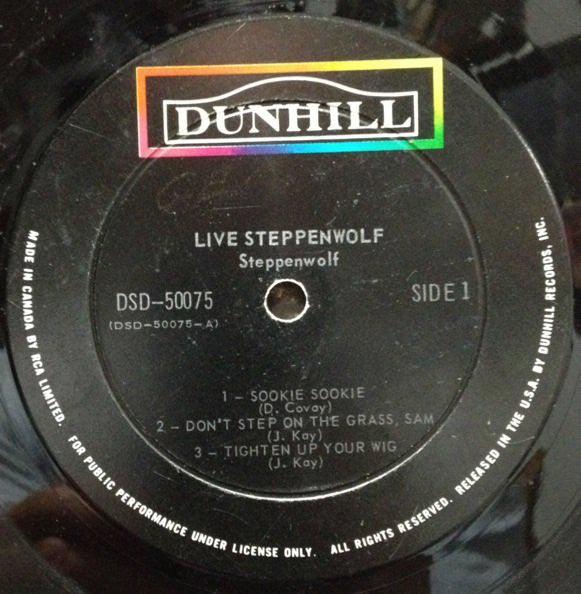 DUNHILL
LIVE STEPPENWOLF
Steppenwolf
DSD-50075
(DSD-50075-A)
SIDE 1
1 - SOOKIE SOOKIE
(D. Covay)
2 - DON'T STEP ON THE GRASS, SAM
(J. Kay)
3 - TIGHTEN UP YOUR WIG
(J. Kay)
MADE IN CANADA BY RCA LIMITED. FOR PUBLIC PERFORMANCE UNDER LICENSE ONLY. ALL RIGHTS RESERVED. RELEASED IN THE U.S.A. BY DUNHILL RECORDS, INC.